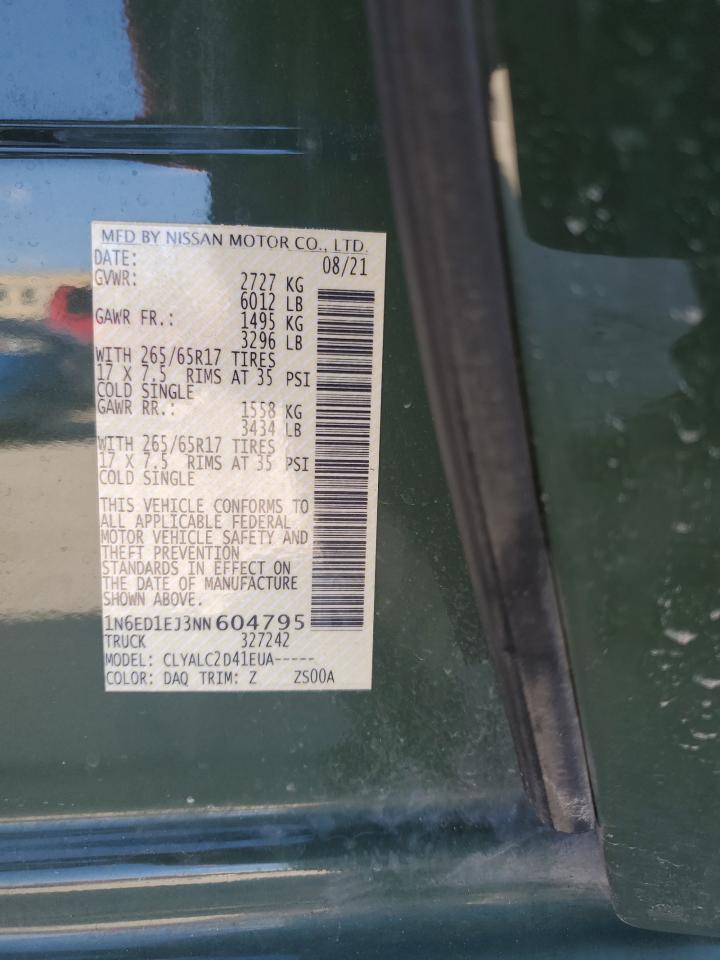 MFD BY NISSAN MOTOR CO., LTD.
DATE: 08/21
GVWR: 2727 KG
6012 LB
GAWR FR.: 1495 KG
3296 LB
WITH 265/65R17 TIRES
17 X 7.5 RIMS AT 35 PSI
COLD SINGLE
GAWR RR.: 1558 KG
3434 LB
WITH 265/65R17 TIRES
17 X 7.5 RIMS AT 35 PSI
COLD SINGLE
THIS VEHICLE CONFORMS TO
ALL APPLICABLE FEDERAL
MOTOR VEHICLE SAFETY AND
THEFT PREVENTION
STANDARDS IN EFFECT ON
THE DATE OF MANUFACTURE
SHOWN ABOVE.
1N6ED1EJ3NN604795
TRUCK 327242
MODEL: CLYALC2D41EUA-----
COLOR: DAQ TRIM: Z ZS00A